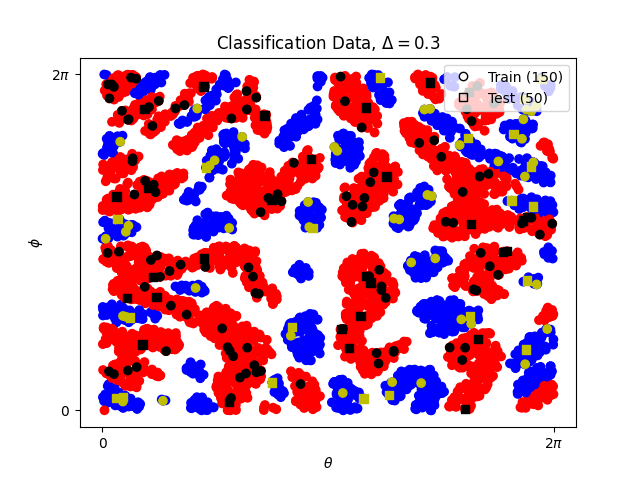 Classification Data, Δ = 0.3
2π
Train (150)
Test (50)
ϕ
0
0
2π
θ